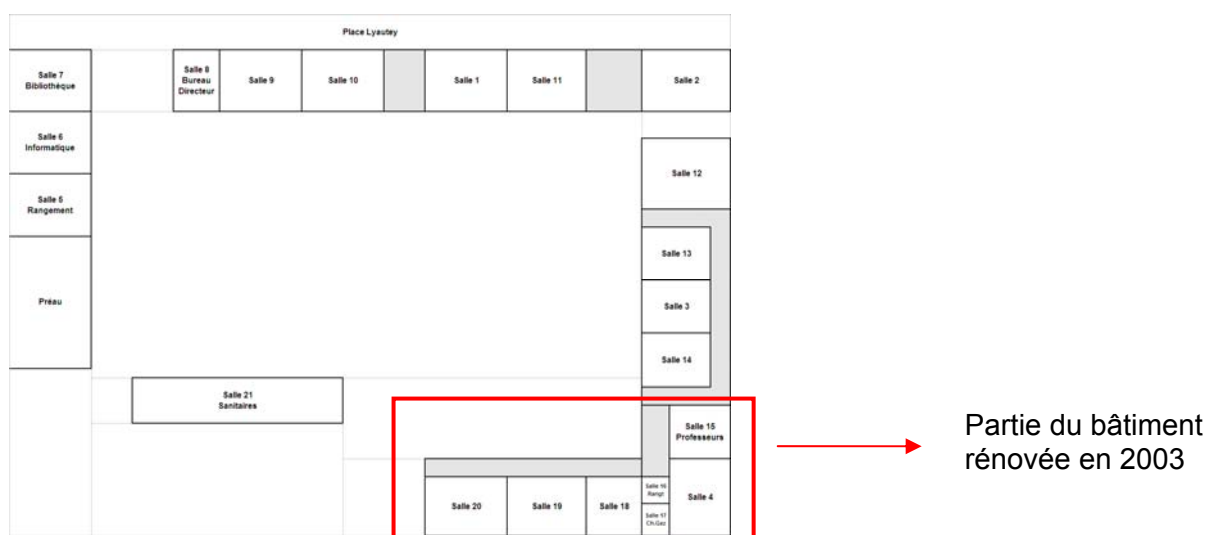 Place Lyautey
Salle 7
Bibliothèque
Salle 8
Bureau
Directeur
Salle 9
Salle 10
Salle 1
Salle 11
Salle 2
Salle 6
Informatique
Salle 12
Salle 5
Rangement
Salle 13
Préau
Salle 3
Salle 14
Salle 21
Sanitaires
Salle 15
Professeurs
Partie du bâtiment
rénovée en 2003
Salle 20
Salle 19
Salle 18
Salle 16
Rangt
Salle 17
Ch.Gaz
Salle 4